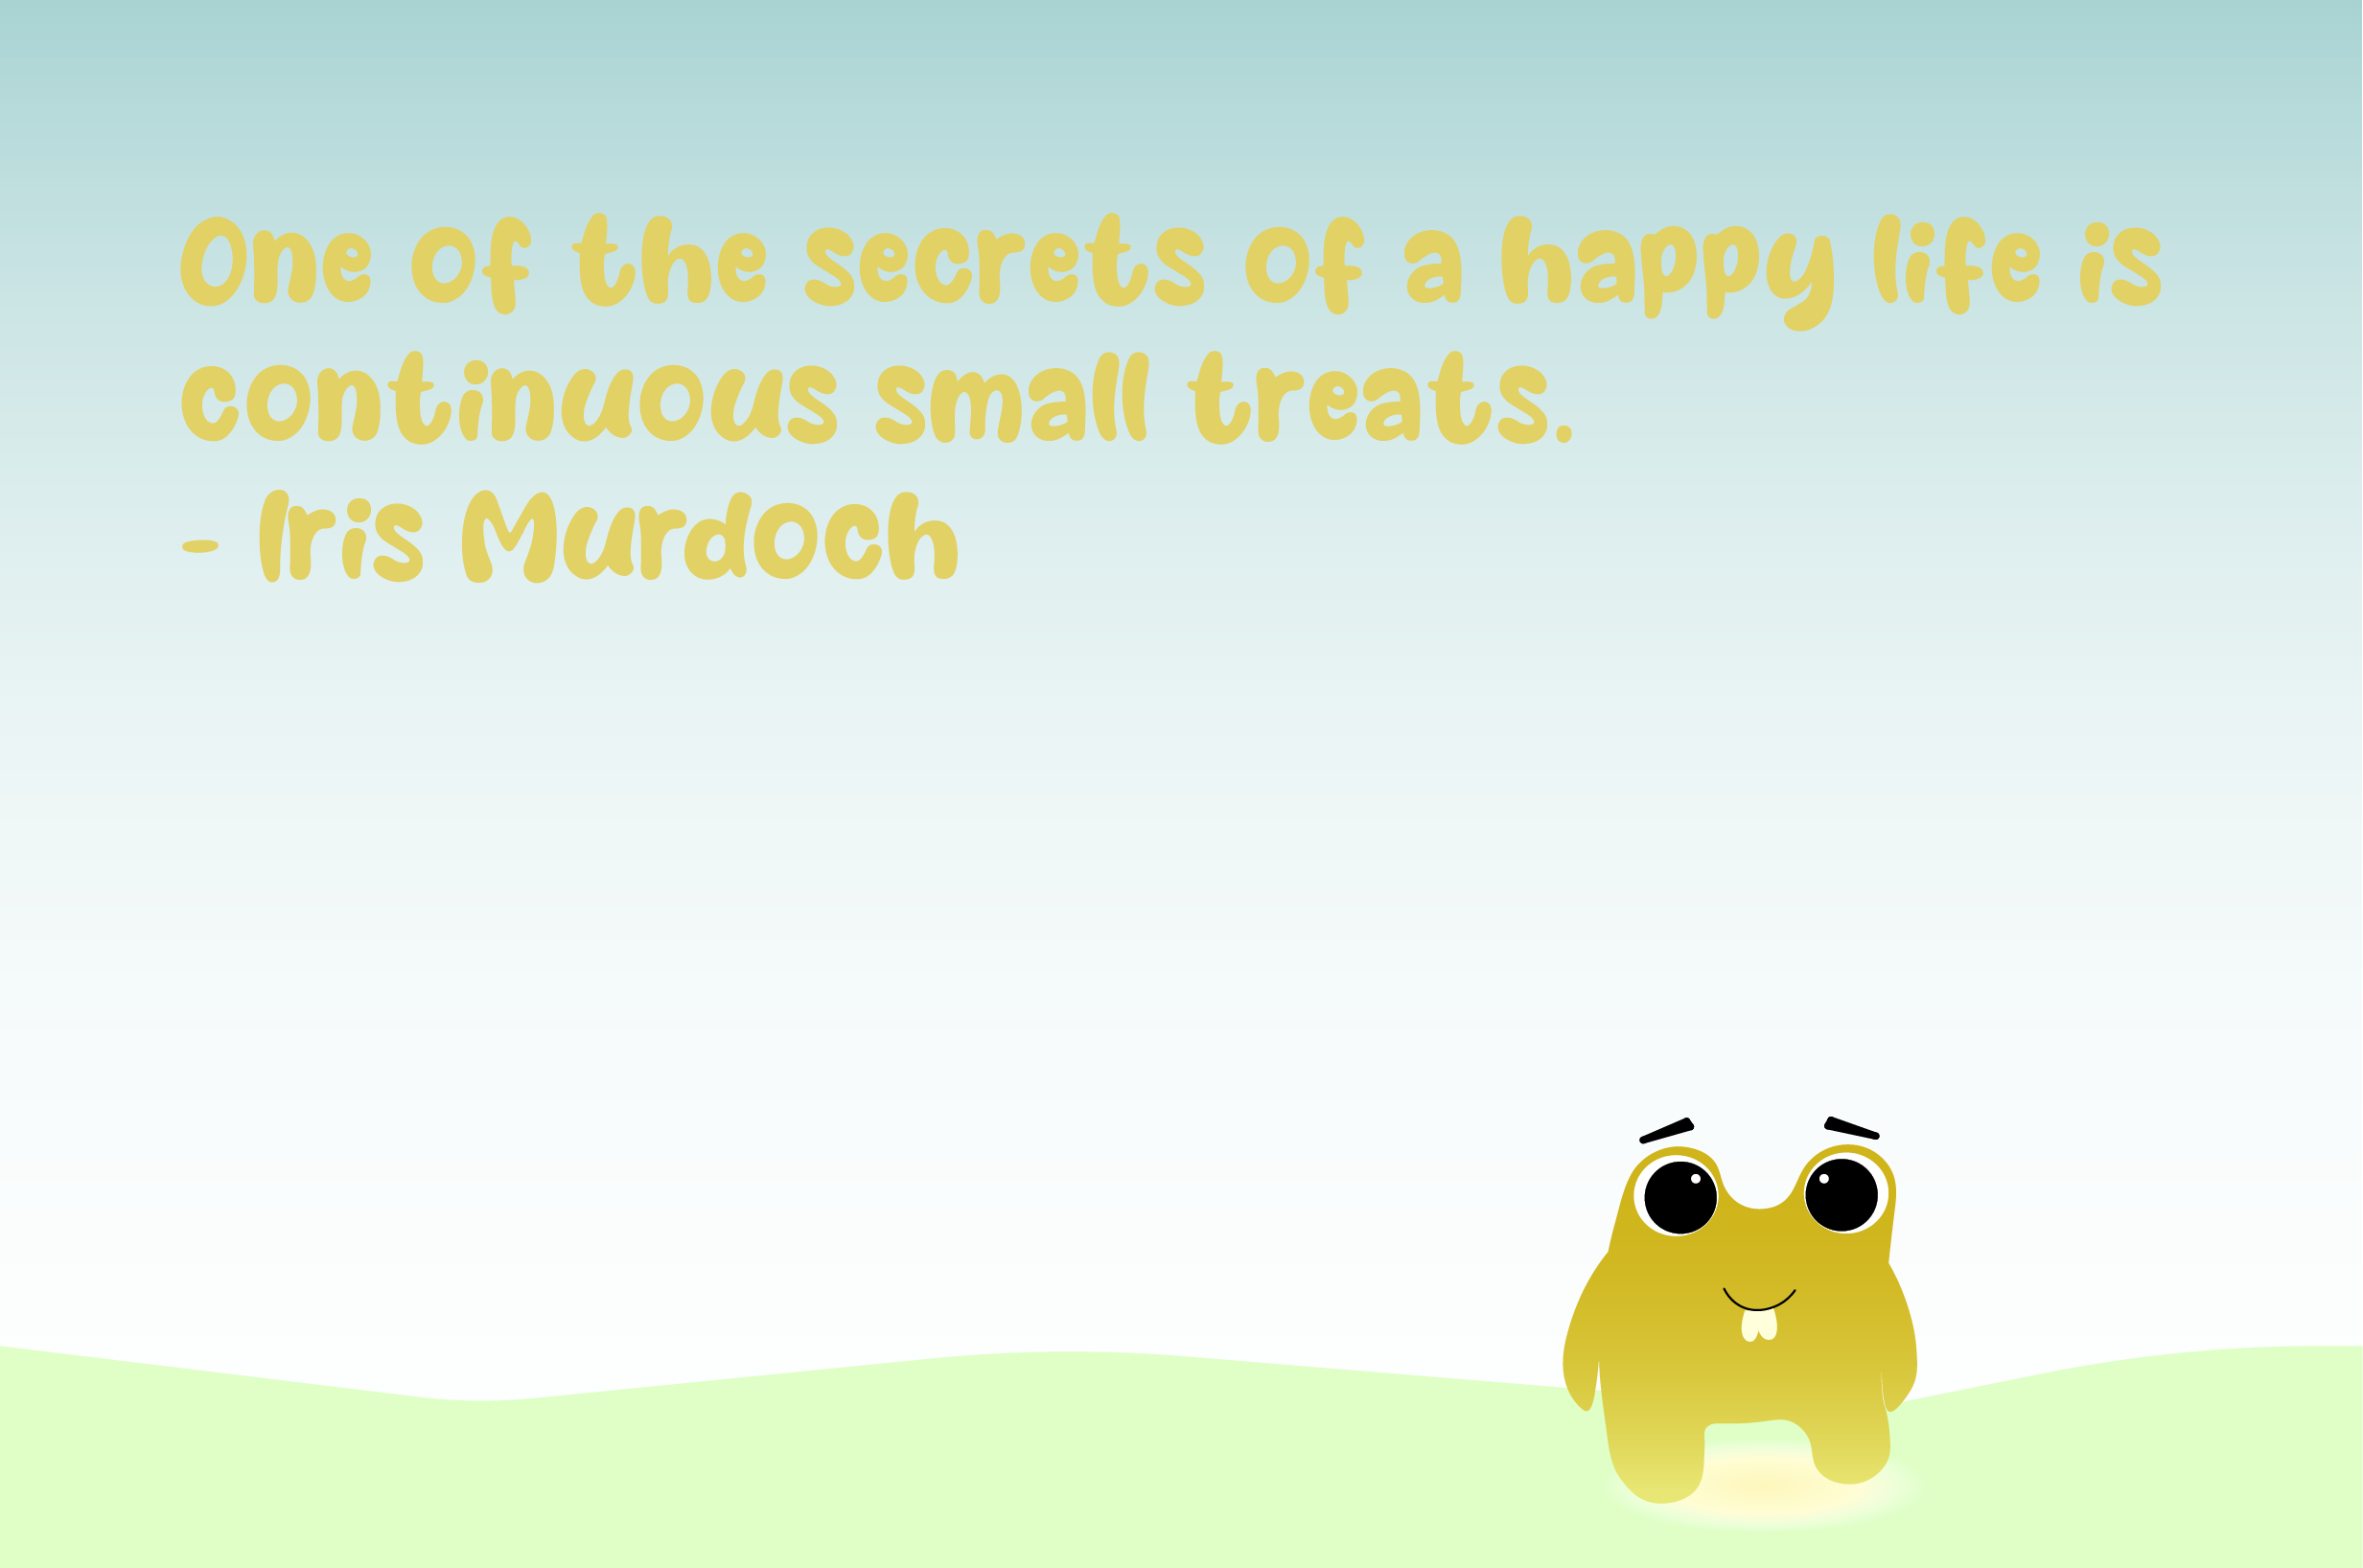 One of the secrets of a happy life is
continuous small treats.
- Iris Murdoch